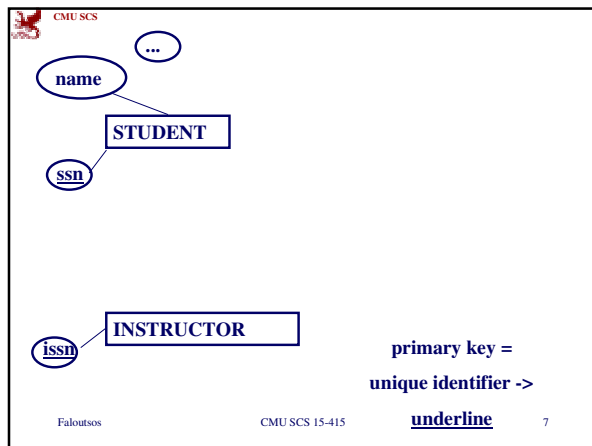 CMU SCS
...
name
STUDENT
ssn
INSTRUCTOR
issn
primary key =
unique identifier ->
underline
Faloutsos
CMU SCS 15-415
7